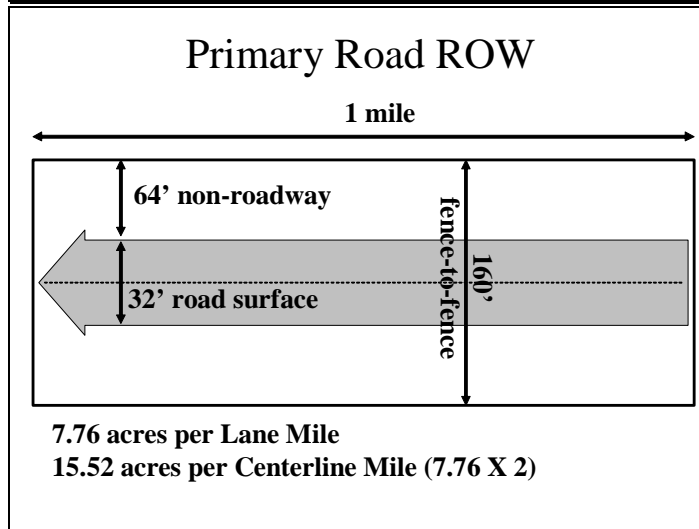 Primary Road ROW
1 mile
64’ non-roadway
32’ road surface
160’
fence-to-fence
7.76 acres per Lane Mile
15.52 acres per Centerline Mile (7.76 X 2)